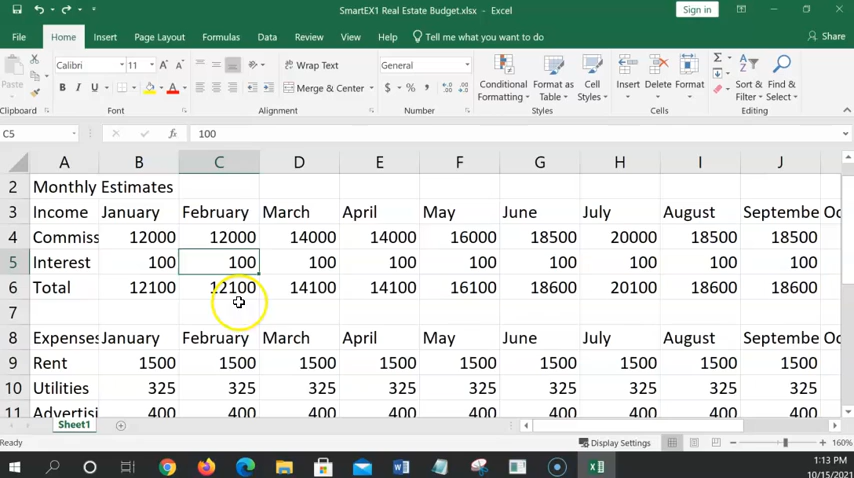 SmartEX1 Real Estate Budget.xlsx - Excel
Sign in
File Home Insert Page Layout Formulas Data Review View Help Tell me what you want to do Share
Calibri 11 A A Wrap Text General Σ
Paste B I U A Merge & Center $ % , Conditional Formatting Format as Table Cell Styles Insert Delete Format Sort & Filter Find & Select
Clipboard Font Alignment Number Styles Cells Editing
C5 fx 100
A B C D E F G H I J
2 Monthly Estimates
3 Income January February March April May June July August Septembe Oc
4 Commiss 12000 12000 14000 14000 16000 18500 20000 18500 18500
5 Interest 100 100 100 100 100 100 100 100 100
6 Total 12100 12100 14100 14100 16100 18600 20100 18600 18600
7
8 Expenses January February March April May June July August Septembe Oc
9 Rent 1500 1500 1500 1500 1500 1500 1500 1500 1500
10 Utilities 325 325 325 325 325 325 325 325 325
11 Advertisi 400 400 400 400 400 400 400 400 400
Sheet1
Ready Display Settings 160%
1:13 PM
10/15/2021